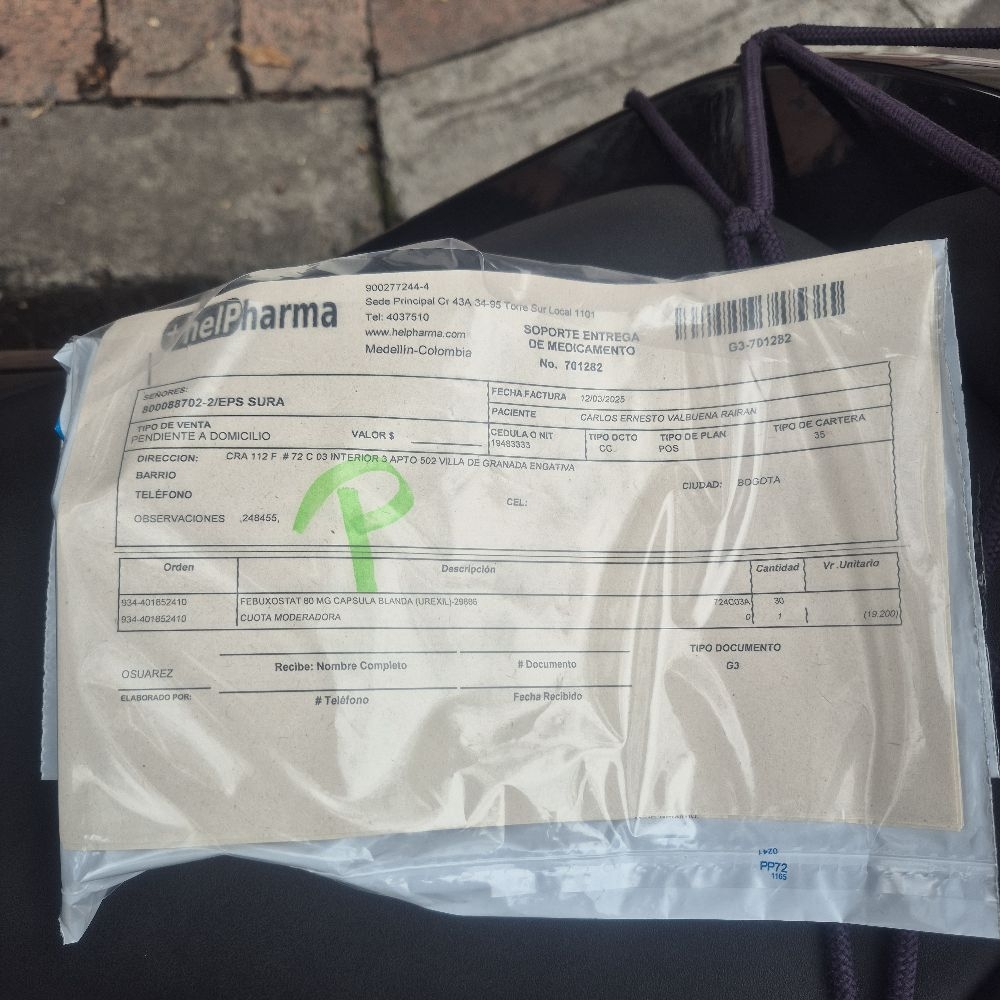 +helPharma
900277244-4
Sede Principal Cr 43A 34-95 Torre Sur Local 1101
Tel: 4037510
www.helpharma.com
Medellín-Colombia
SOPORTE ENTREGA
DE MEDICAMENTO
No. 701282
G3-701282
SEÑORES:
800088702-2/EPS SURA
FECHA FACTURA 12/03/2025
PACIENTE CARLOS ERNESTO VALBUENA RAIRAN
TIPO DE VENTA
PENDIENTE A DOMICILIO VALOR $
CEDULA O NIT
19483333
TIPO DCTO
CC
TIPO DE PLAN
POS
TIPO DE CARTERA
35
DIRECCION: CRA 112 F # 72 C 03 INTERIOR 3 APTO 502 VILLA DE GRANADA ENGATIVA
BARRIO
CIUDAD: BOGOTA
TELÉFONO
CEL:
OBSERVACIONES ,248455,
P
Orden Descripción Cantidad Vr .Unitario
934-401852410 FEBUXOSTAT 80 MG CAPSULA BLANDA (UREXIL)-29886 724C03A 30
934-401852410 CUOTA MODERADORA 0 1 (19.200)
OSUAREZ
ELABORADO POR:
Recibe: Nombre Completo # Documento
# Teléfono Fecha Recibido
TIPO DOCUMENTO
G3
0241
PP72
1165